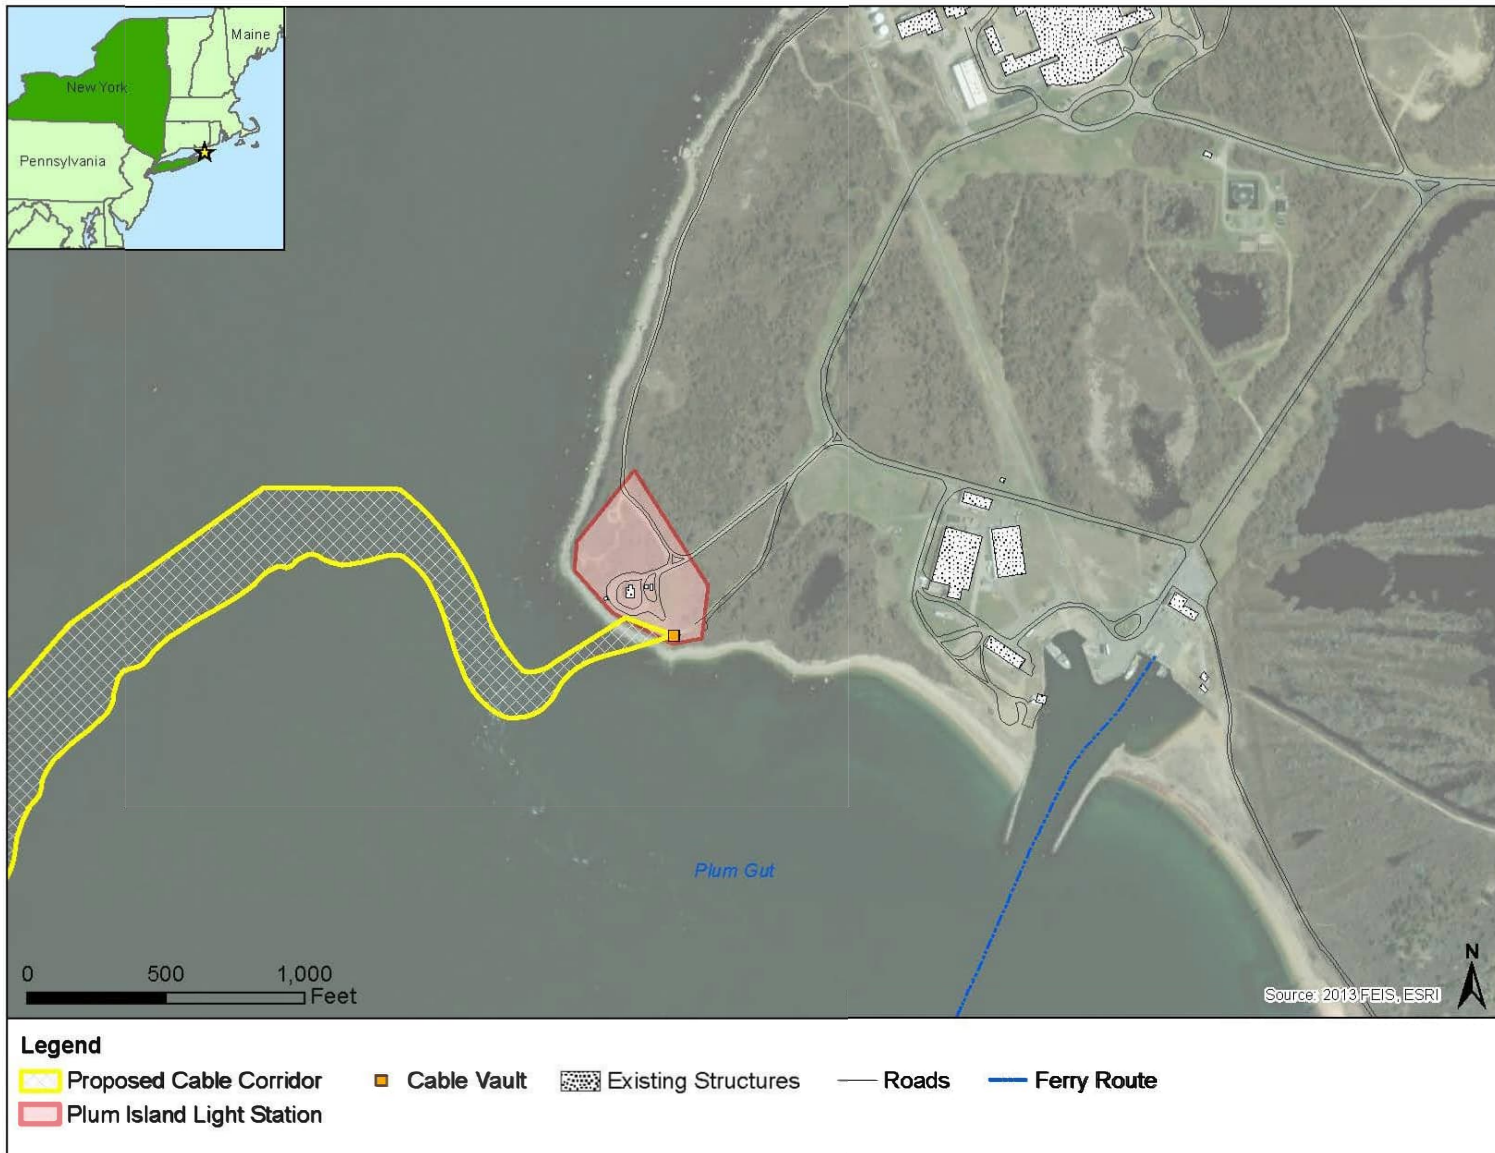 Maine
New York
Pennsylvania
Plum Gut
0 500 1,000
Feet
N
Source: 2013 FEIS, ESRI
Legend
Proposed Cable Corridor Cable Vault Existing Structures Roads Ferry Route
Plum Island Light Station